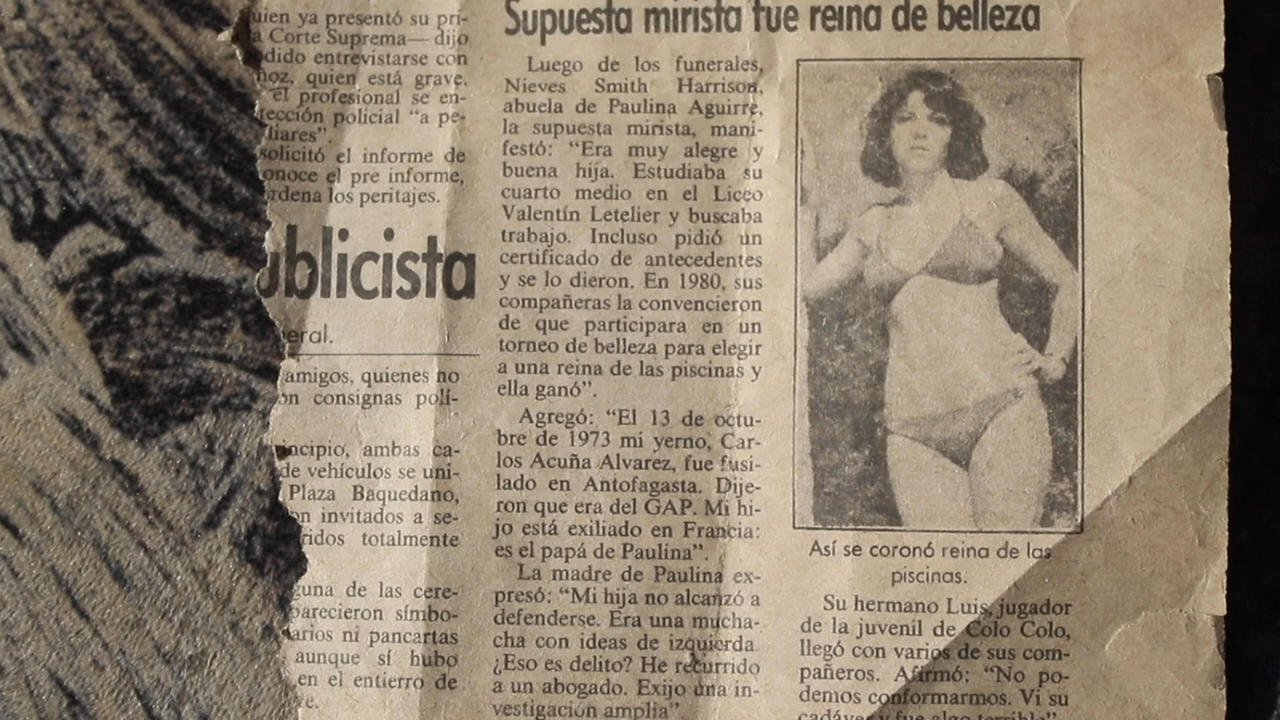 uien ya presentó su pri-
a Corte Suprema— dijo
dido entrevistarse con
ñoz, quien está grave.
el profesional se en-
tección policial “a pe-
liares”.
solicitó el informe de
onoce el pre informe,
rdena los peritajes.
ublicista
eral.
amigos, quienes no
on consignas polí-
incipio, ambas ca-
de vehículos se uni-
Plaza Baquedano,
on invitados a se-
ridos totalmente
guna de las cere-
parecieron símbo-
arios ni pancartas
aunque sí hubo
en el entierro de
re.
Supuesta mirista fue reina de belleza
Luego de los funerales,
Nieves Smith Harrison,
abuela de Paulina Aguirre,
la supuesta mirista, mani-
festó: “Era muy alegre y
buena hija. Estudiaba su
cuarto medio en el Liceo
Valentín Letelier y buscaba
trabajo. Incluso pidió un
certificado de antecedentes
y se lo dieron. En 1980, sus
compañeras la convencieron
de que participara en un
torneo de belleza para elegir
a una reina de las piscinas y
ella ganó”.
Agregó: “El 13 de octu-
bre de 1973 mi yerno, Car-
los Acuña Alvarez, fue fusi-
lado en Antofagasta. Dije-
ron que era del GAP. Mi hi-
jo está exiliado en Francia:
es el papá de Paulina”.
La madre de Paulina ex-
presó: “Mi hija no alcanzó a
defenderse. Era una mucha-
cha con ideas de izquierda.
¿Eso es delito? He recurrido
a un abogado. Exijo una in-
vestigación amplia”
Así se coronó reina de las
piscinas.
Su hermano Luis, jugador
de la juvenil de Colo Colo,
llegó con varios de sus com-
pañeros. Afirmó: “No po-
demos conformarmos. Vi su
cadáver y fue algo terrible”